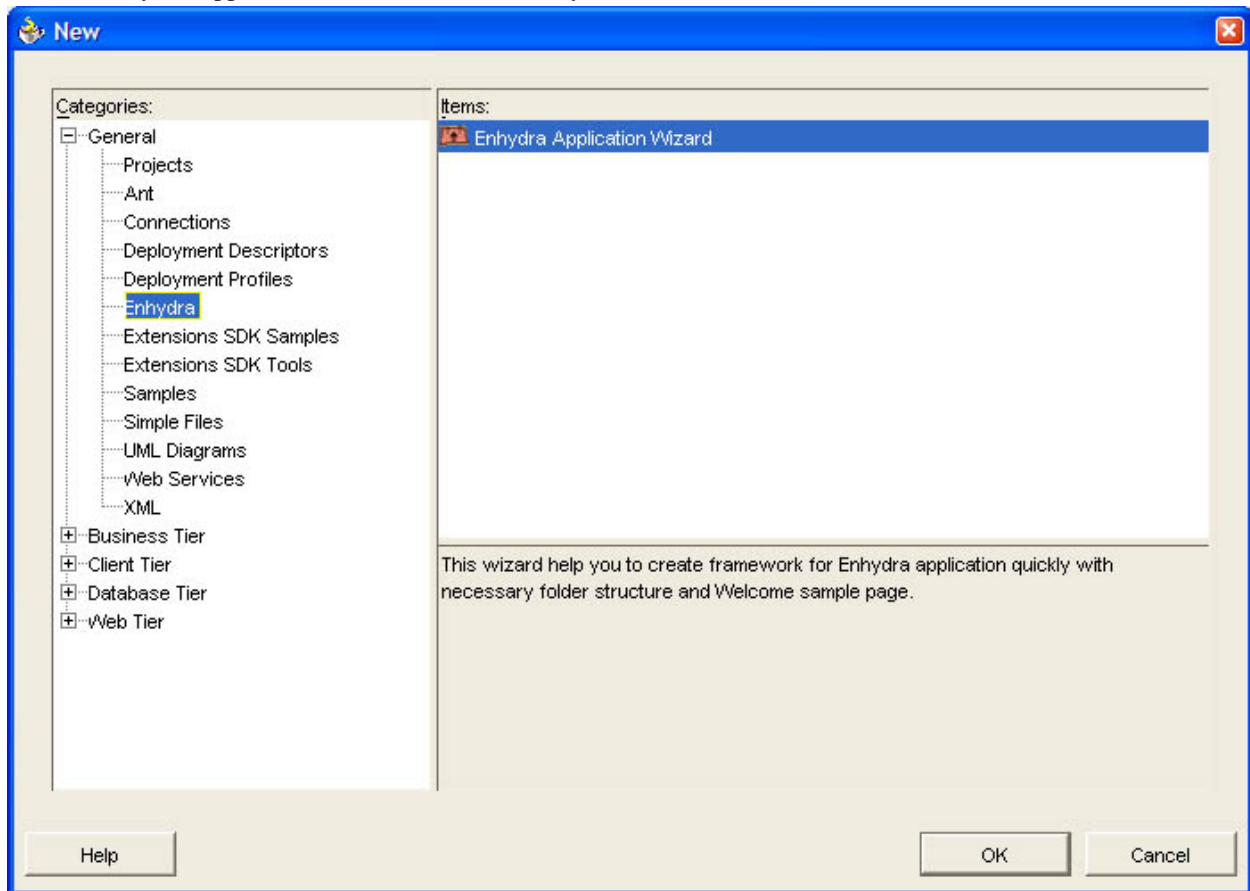 New
Categories:
Items:
General
Projects
Ant
Connections
Deployment Descriptors
Deployment Profiles
Enhydra
Extensions SDK Samples
Extensions SDK Tools
Samples
Simple Files
UML Diagrams
Web Services
XML
Business Tier
Client Tier
Database Tier
Web Tier
Enhydra Application Wizard
This wizard help you to create framework for Enhydra application quickly with
necessary folder structure and Welcome sample page.
Help
OK
Cancel